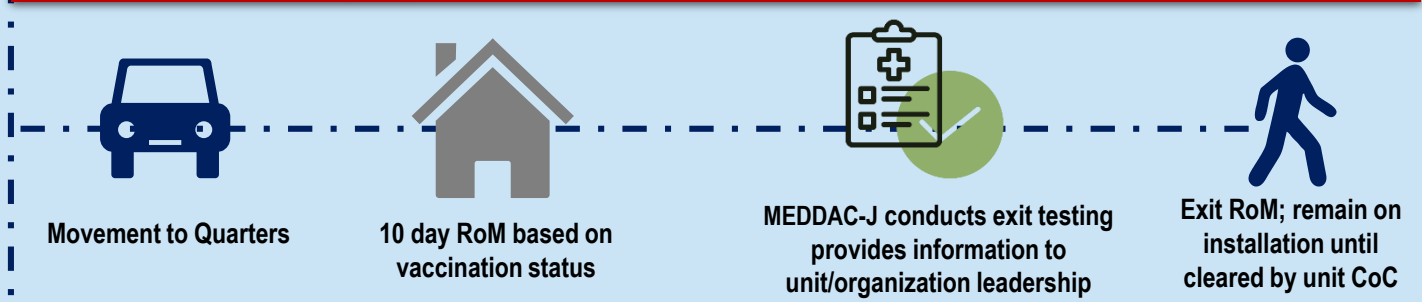 Movement to Quarters
10 day RoM based on
vaccination status
MEDDAC-J conducts exit testing
provides information to
unit/organization leadership
Exit RoM; remain on
installation until
cleared by unit CoC